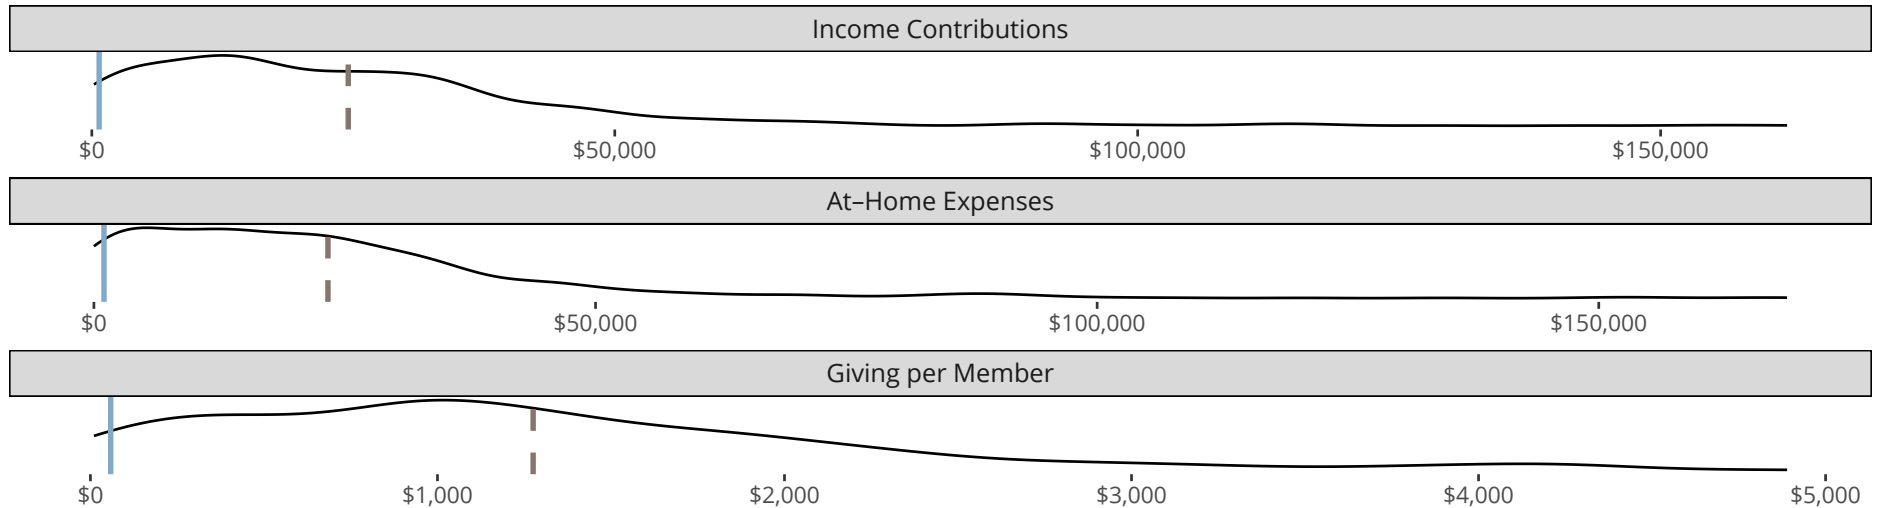 Income Contributions
$0 $50,000 $100,000 $150,000
At–Home Expenses
$0 $50,000 $100,000 $150,000
Giving per Member
$0 $1,000 $2,000 $3,000 $4,000 $5,000